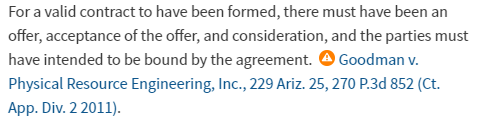 For a valid contract to have been formed, there must have been an
offer, acceptance of the offer, and consideration, and the parties must
have intended to be bound by the agreement. Goodman v.
Physical Resource Engineering, Inc., 229 Ariz. 25, 270 P.3d 852 (Ct.
App. Div. 2 2011).